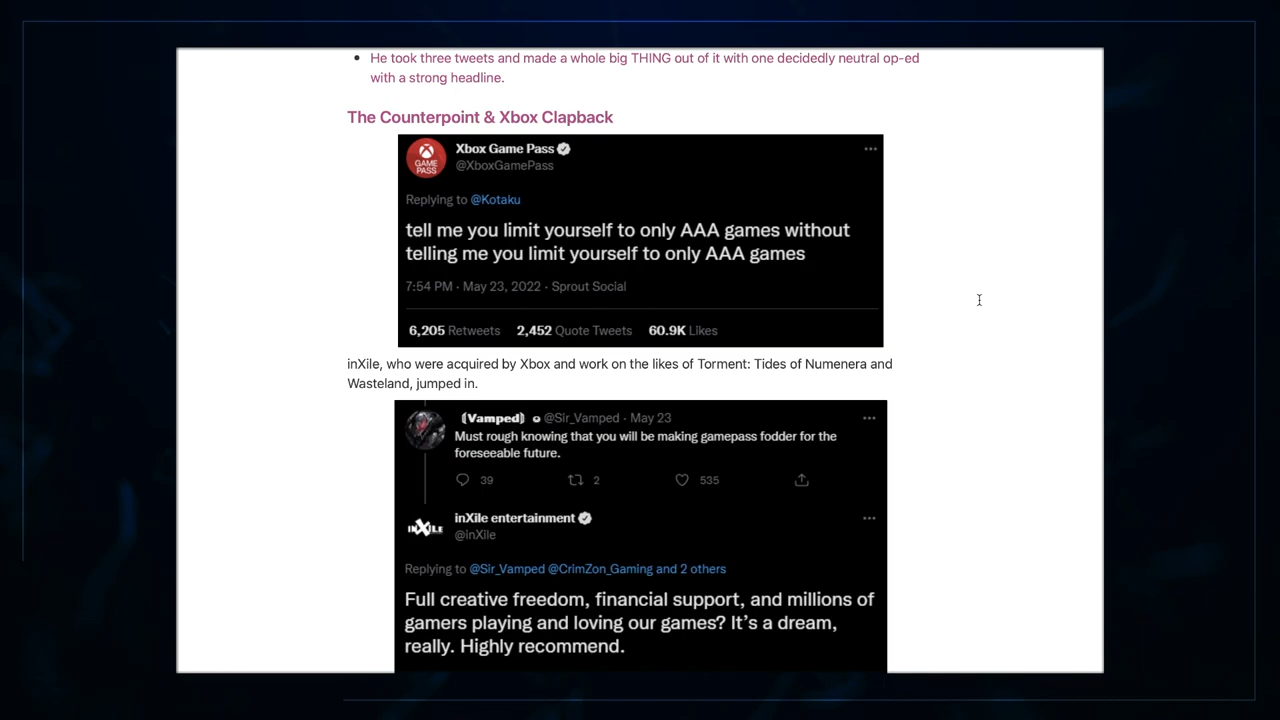 He took three tweets and made a whole big THING out of it with one decidedly neutral op-ed
with a strong headline.
The Counterpoint & Xbox Clapback
GAME
PASS
Xbox Game Pass
@XboxGamePass
Replying to @Kotaku
tell me you limit yourself to only AAA games without
telling me you limit yourself to only AAA games
7:54 PM · May 23, 2022 · Sprout Social
6,205 Retweets 2,452 Quote Tweets 60.9K Likes
inXile, who were acquired by Xbox and work on the likes of Torment: Tides of Numenera and
Wasteland, jumped in.
⟬Vamped⟭ @Sir_Vamped · May 23
Must rough knowing that you will be making gamepass fodder for the
foreseeable future.
39 2 535
INXILE
inXile entertainment
@inXile
Replying to @Sir_Vamped @CrimZon_Gaming and 2 others
Full creative freedom, financial support, and millions of
gamers playing and loving our games? It's a dream,
really. Highly recommend.